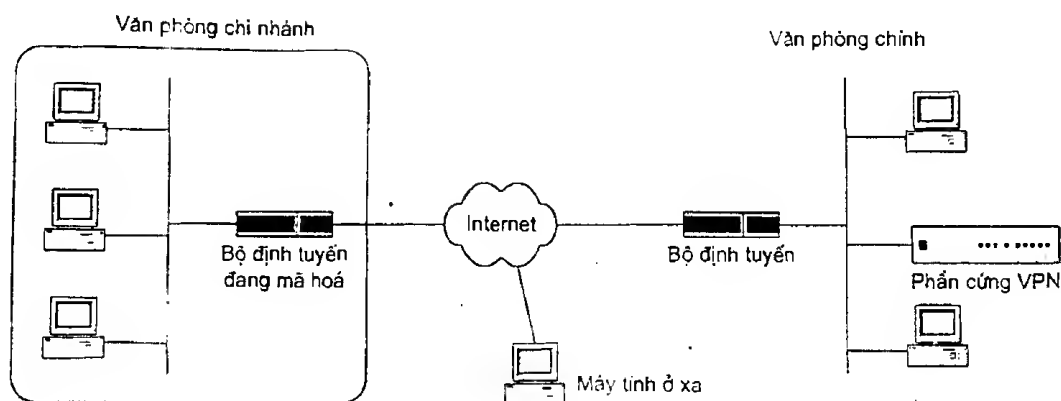 Văn phòng chi nhánh
Văn phòng chính
Internet
Bộ định tuyến
đang mã hoá
Bộ định tuyến
Phần cứng VPN
Máy tính ở xa